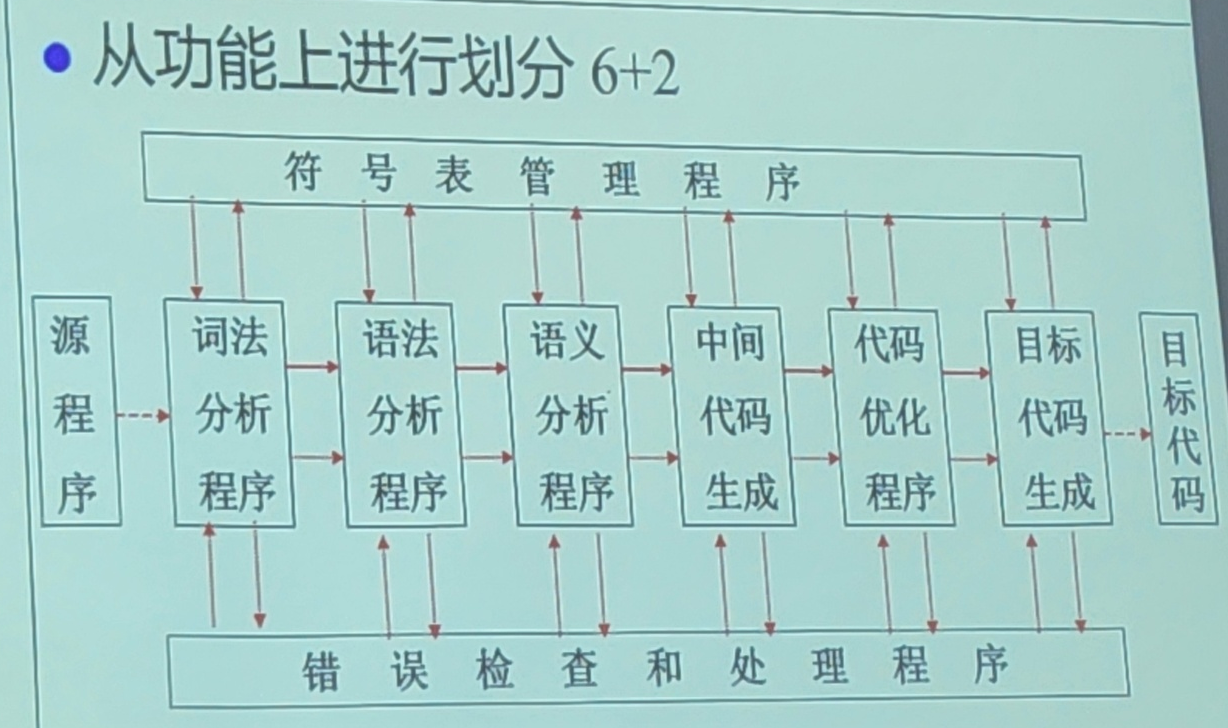 从功能上进行划分 6+2
符号表管理程序
源程序
词法分析程序
语法分析程序
语义分析程序
中间代码生成
代码优化程序
目标代码生成
目标代码
错误检查和处理程序